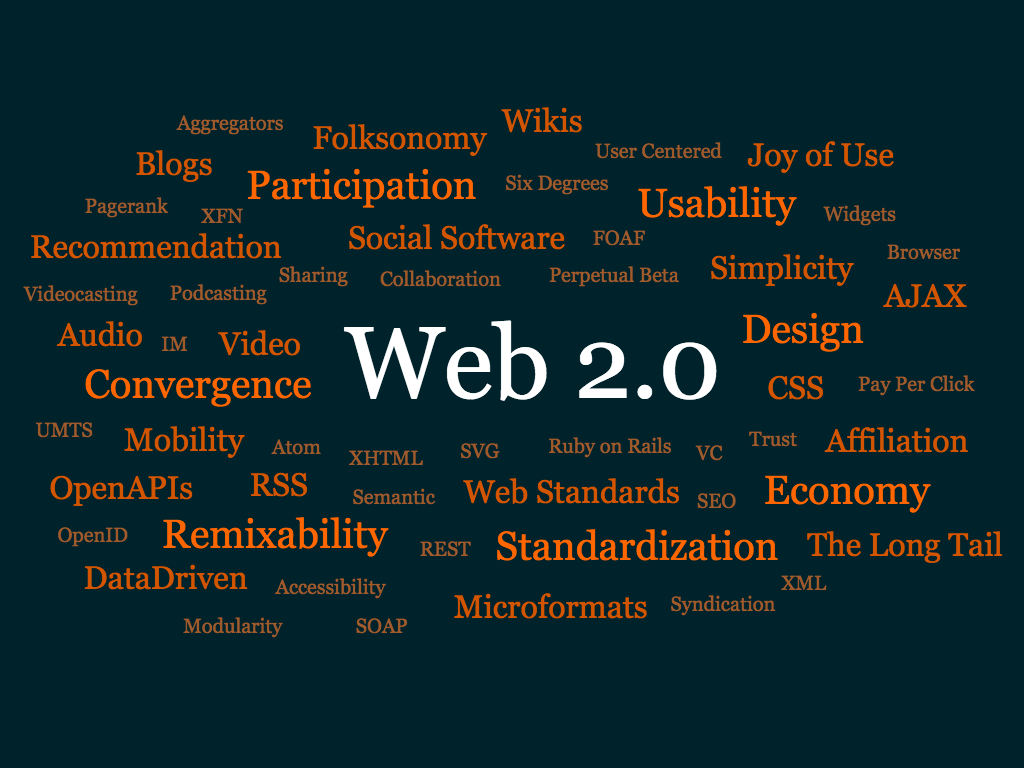 Wikis
Aggregators
Folksonomy
User Centered
Joy of Use
Blogs
Participation
Six Degrees
Usability
Pagerank
XFN
Widgets
Recommendation
Social Software
FOAF
Browser
Sharing
Collaboration
Perpetual Beta
Simplicity
Videocasting
Podcasting
AJAX
Audio
IM
Video
Web 2.0
Design
Convergence
CSS
Pay Per Click
UMTS
Mobility
Atom
XHTML
SVG
Ruby on Rails
VC
Trust
Affiliation
OpenAPIs
RSS
Semantic
Web Standards
SEO
Economy
OpenID
Remixability
REST
Standardization
The Long Tail
DataDriven
Accessibility
XML
Microformats
Syndication
Modularity
SOAP